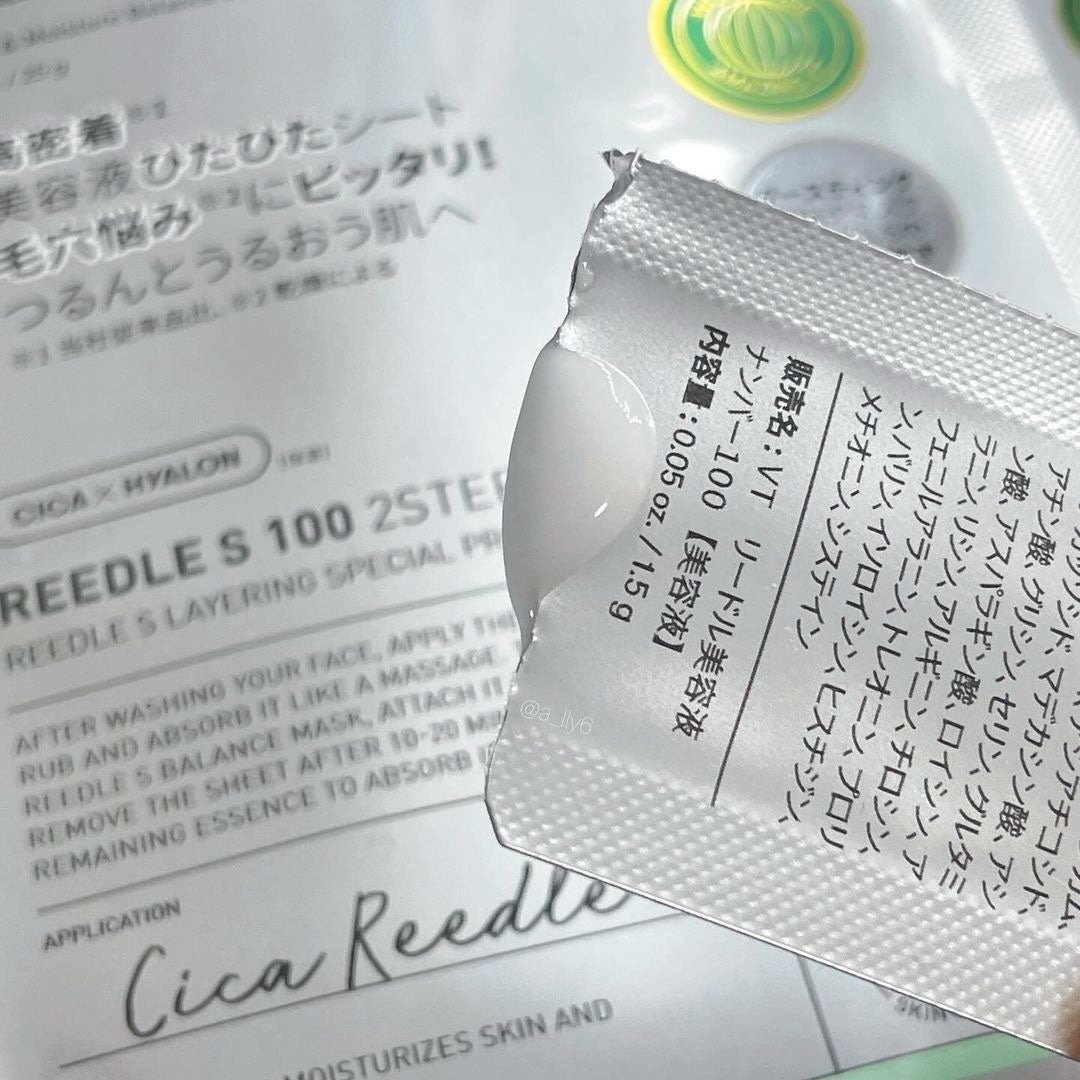 / 25 g
高密着※1
美容液ひたひたシート
毛穴悩み※2にピッタリ!
つるんとうるおう肌へ
※1 当社従来品比、※2 乾燥による
CICA × HYALON
REEDLE S 100 2STEP
REEDLE S LAYERING SPECIAL
AFTER WASHING YOUR FACE, APPLY
RUB AND ABSORB IT LIKE A MASSAGE.
REEDLE S BALANCE MASK, ATTACH IT
REMOVE THE SHEET AFTER 10-20
REMAINING ESSENCE TO ABSORB
APPLICATION
Cica Reedle
MOISTURIZES SKIN AND
SKIN
販売名:VT リードル美容液
ナンバー100【美容液】
内容量:0.05 oz. / 1.5 g
アチン酸、グリシン、セリン、グルタミ
ン酸、アスパラギン酸、ロイシン、ア
ラニン、リシン、アルギニン、チロシン、
フェニルアラニン、トレオニン、プロリ
ン、バリン、イソロイシン、ヒスチジン、
メチオニン、システイン
@a_lly6